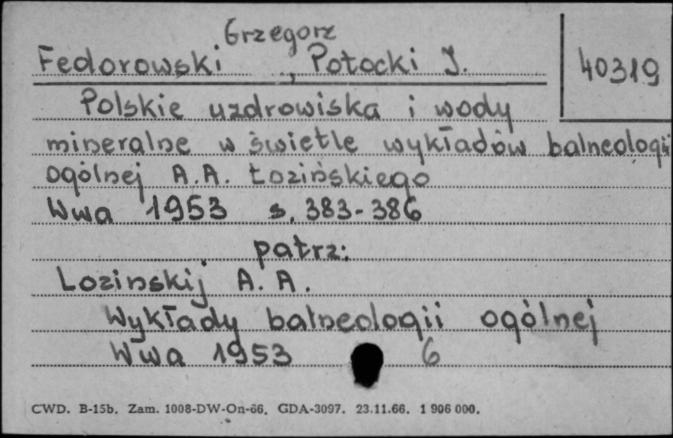 Grzegorz
Fedorowski, Potocki J.
40319
Polskie uzdrowiska i wody
mineralne w świetle wykładów balneologii
ogólnej A.A. Łozińskiego
Wwa 1953 s. 383-386
patrz:
Lozinskij A. A.
Wykłady balneologii ogólnej
Wwa 1953 6
CWD. B-15b. Zam. 1008-DW-On-66. GDA-3097. 23.11.66. 1 906 000.